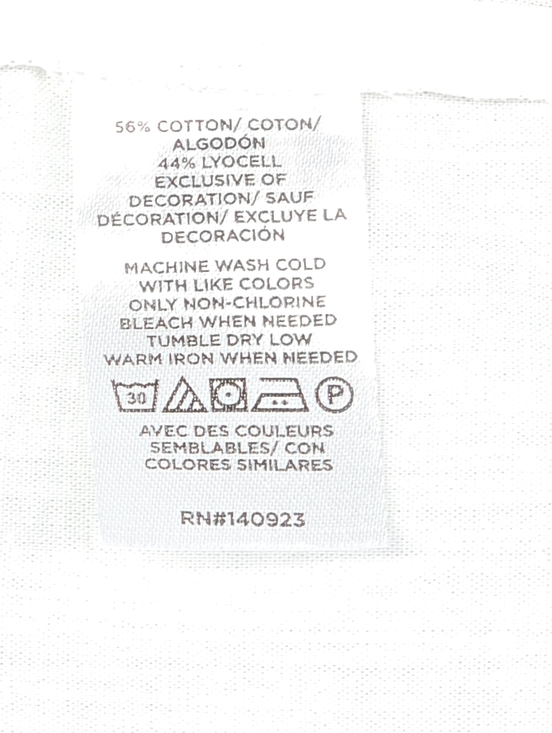 56% COTTON/ COTON/
ALGODÓN
44% LYOCELL
EXCLUSIVE OF
DECORATION/ SAUF
DÉCORATION/ EXCLUYE LA
DECORACIÓN
MACHINE WASH COLD
WITH LIKE COLORS
ONLY NON-CHLORINE
BLEACH WHEN NEEDED
TUMBLE DRY LOW
WARM IRON WHEN NEEDED
30 P
AVEC DES COULEURS
SEMBLABLES/ CON
COLORES SIMILARES
RN#140923